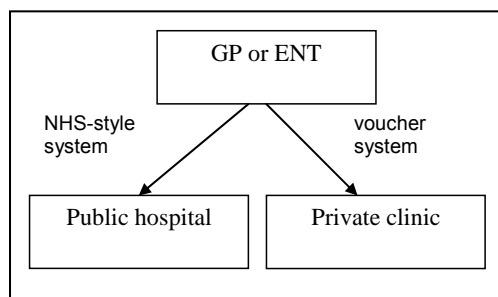 GP or ENT
NHS-style
system
voucher
system
Public hospital
Private clinic